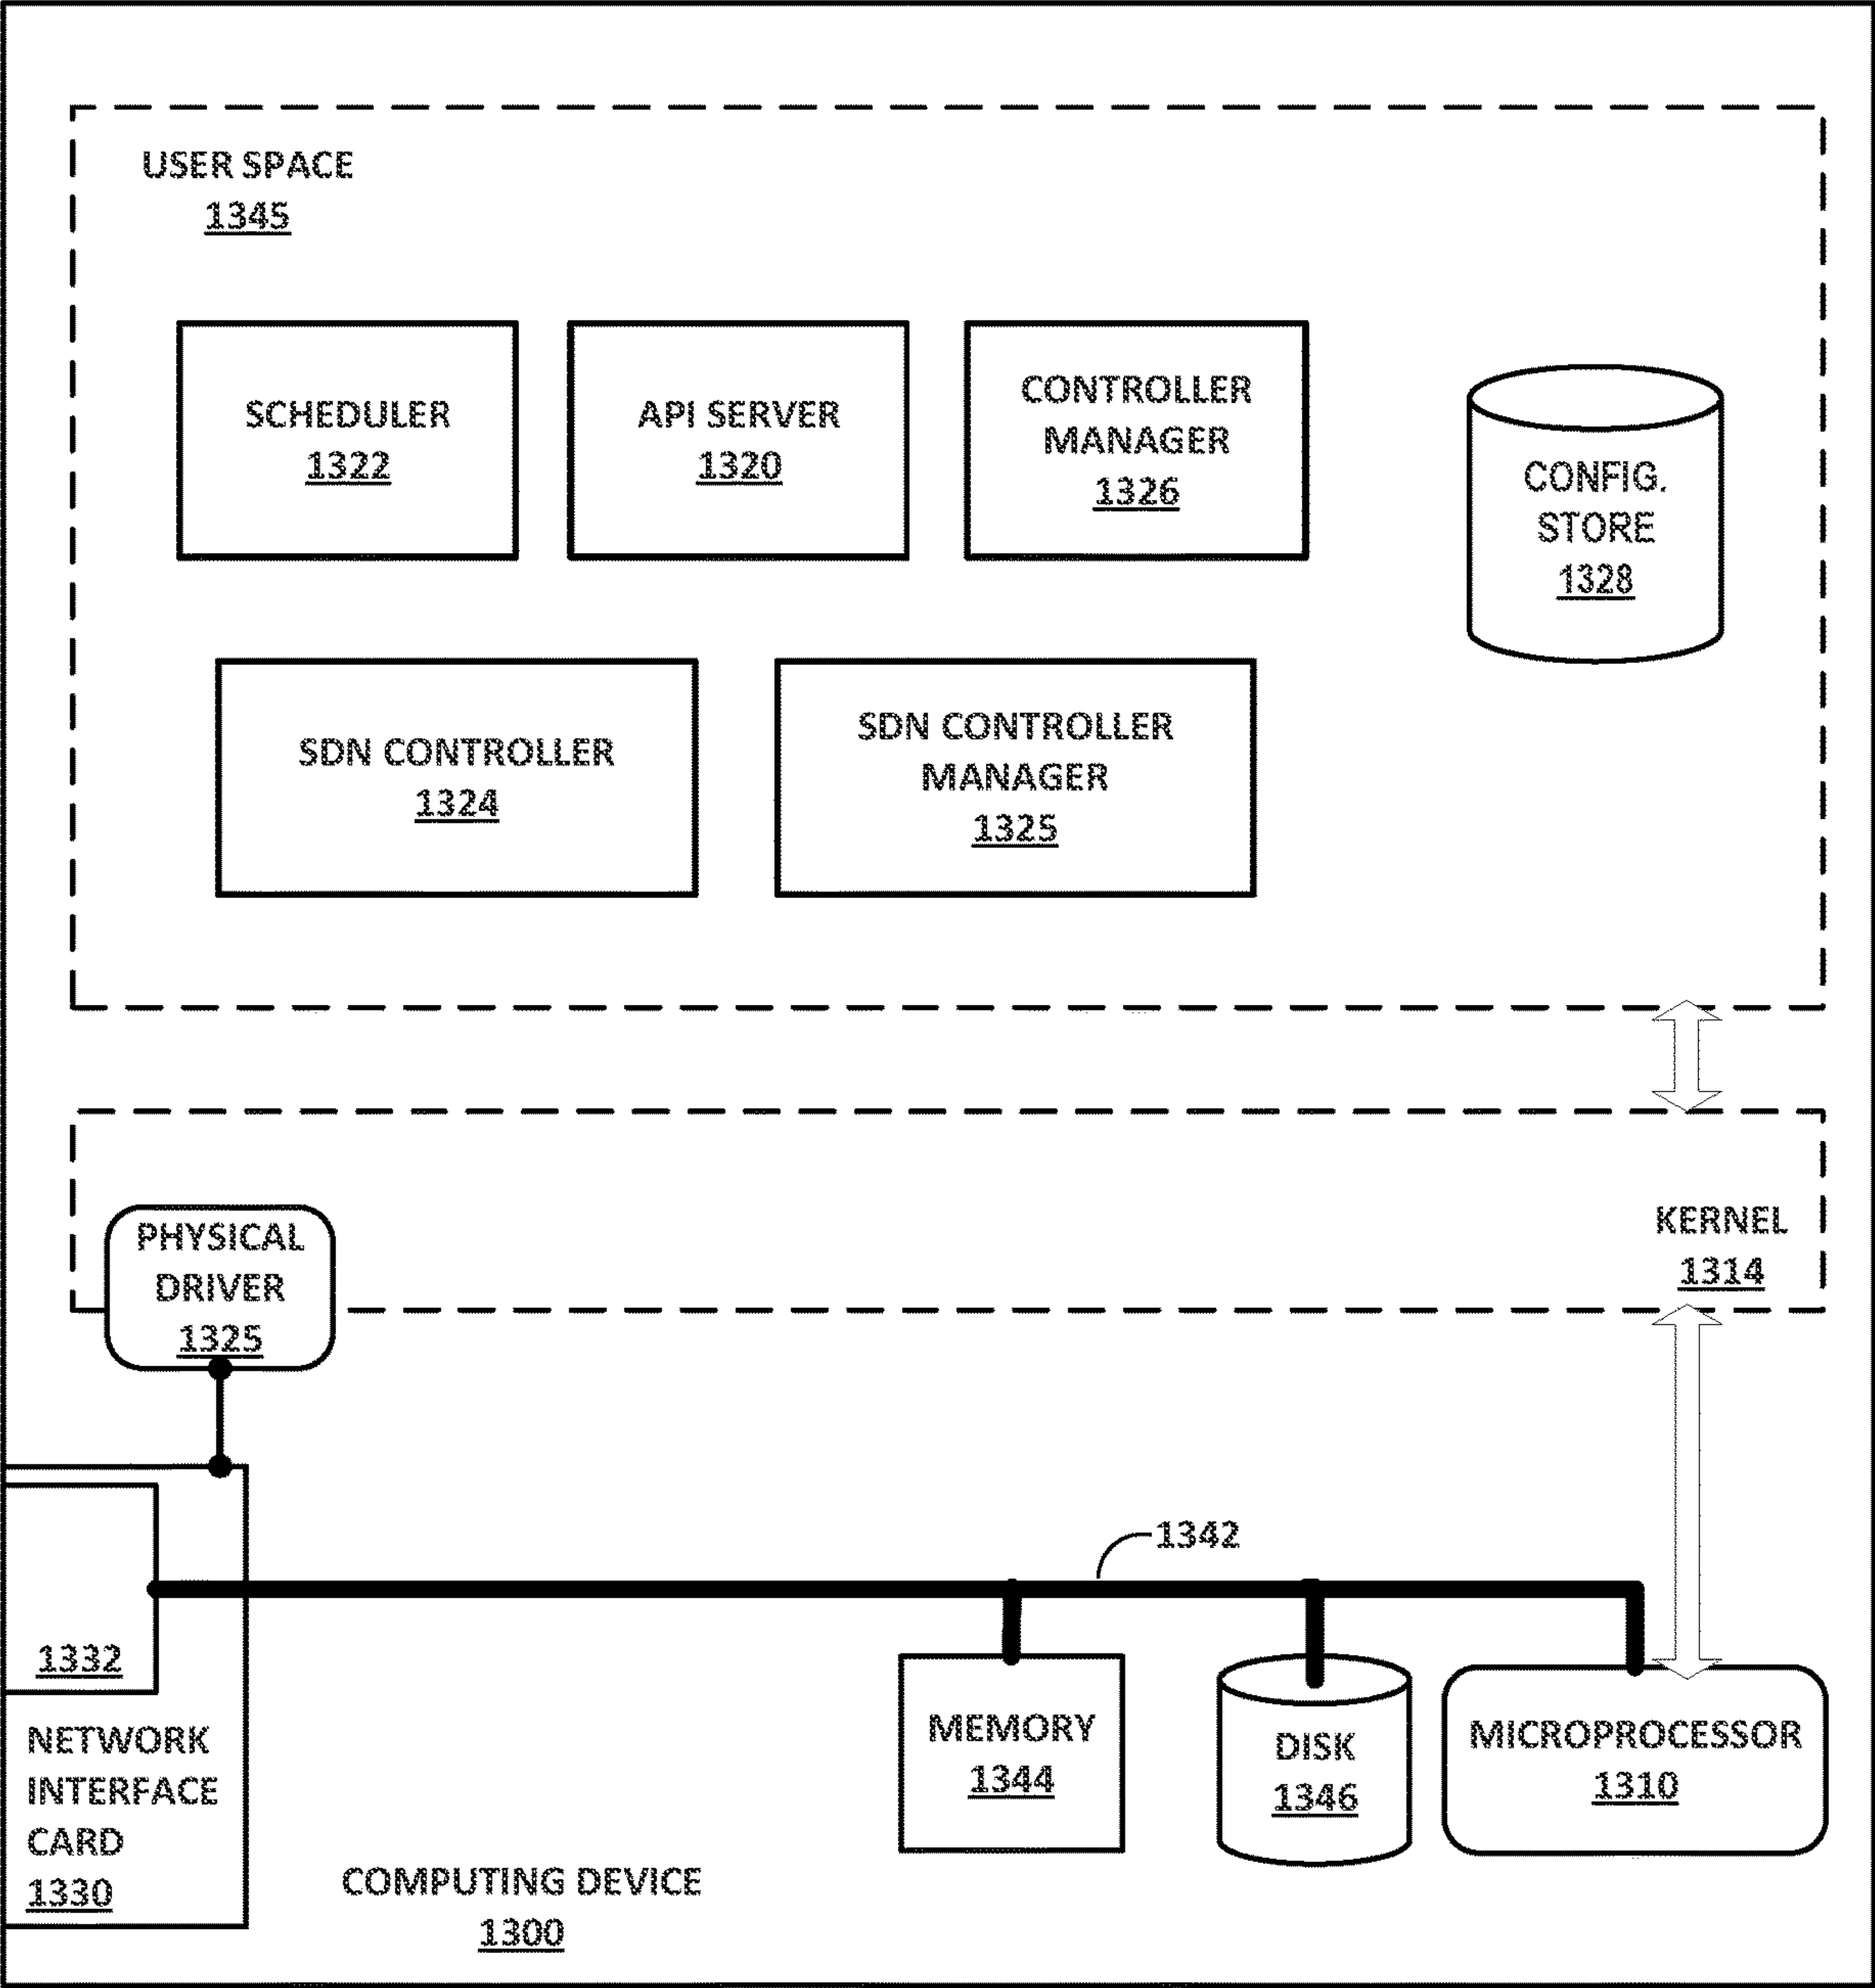 USER SPACE
1345
SCHEDULER
1322
API SERVER
1320
CONTROLLER
MANAGER
1326
CONFIG.
STORE
1328
SDN CONTROLLER
1324
SDN CONTROLLER
MANAGER
1325
KERNEL
1314
PHYSICAL
DRIVER
1325
1342
1332
NETWORK
INTERFACE
CARD
1330
MEMORY
1344
DISK
1346
MICROPROCESSOR
1310
COMPUTING DEVICE
1300